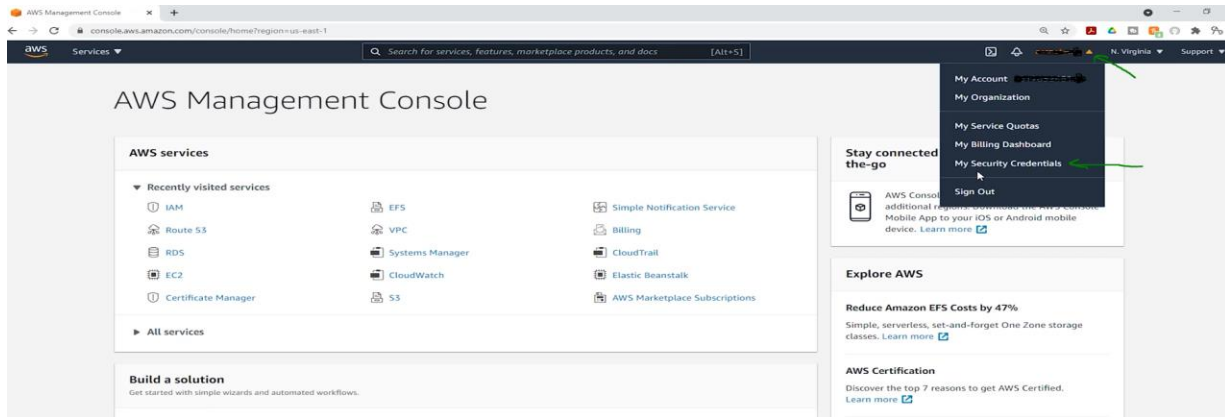 AWS Management Console
console.aws.amazon.com/console/home?region=us-east-1
aws Services Search for services, features, marketplace products, and docs [Alt+S] N. Virginia Support
My Account
My Organization
My Service Quotas
My Billing Dashboard
My Security Credentials
Sign Out
AWS Management Console
AWS services
Recently visited services
IAM EFS Simple Notification Service
Route 53 VPC Billing
RDS Systems Manager CloudTrail
EC2 CloudWatch Elastic Beanstalk
Certificate Manager S3 AWS Marketplace Subscriptions
All services
Build a solution
Get started with simple wizards and automated workflows.
Stay connected
the-go
AWS Consol
additional
Mobile App to your iOS or Android mobile
device. Learn more
Explore AWS
Reduce Amazon EFS Costs by 47%
Simple, serverless, set-and-forget One Zone storage
classes. Learn more
AWS Certification
Discover the top 7 reasons to get AWS Certified.
Learn more